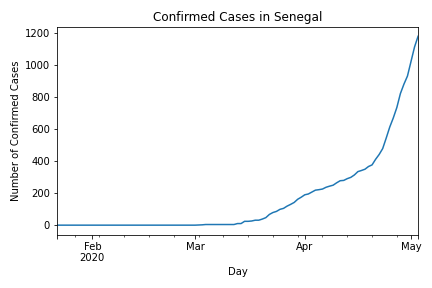 Confirmed Cases in Senegal
1200
1000
800
600
400
200
0
Number of Confirmed Cases
Feb
2020
Mar
Apr
May
Day